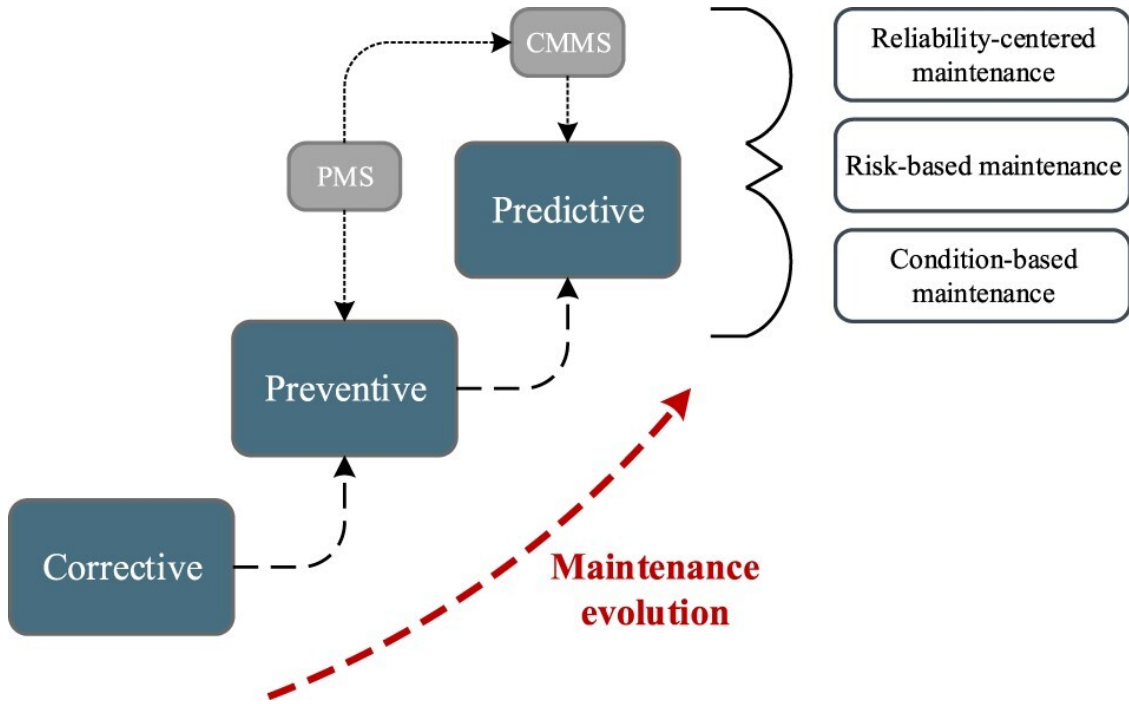 CMMS
PMS
Predictive
Preventive
Corrective
Maintenance
evolution
Reliability-centered
maintenance
Risk-based maintenance
Condition-based
maintenance